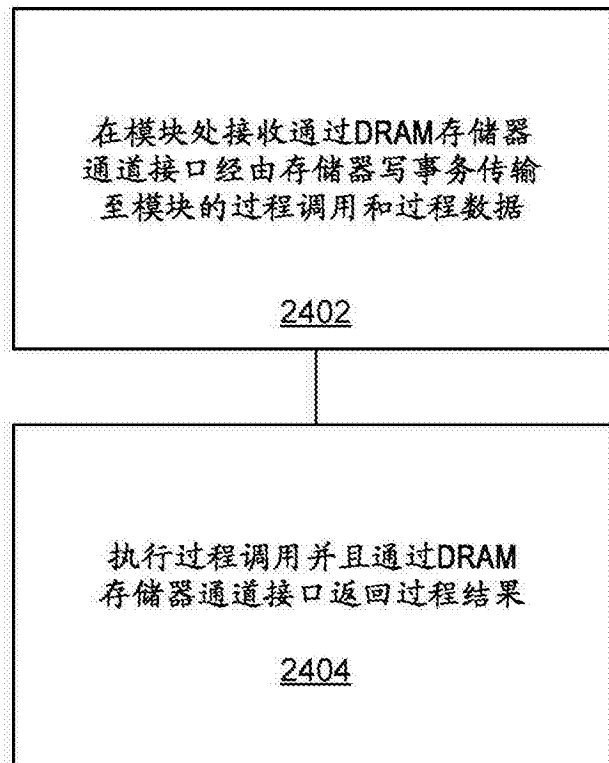 在模块处接收通过DRAM存储器
通道接口经由存储器写事务传输
至模块的过程调用和过程数据
2402
执行过程调用并且通过DRAM
存储器通道接口返回过程结果
2404